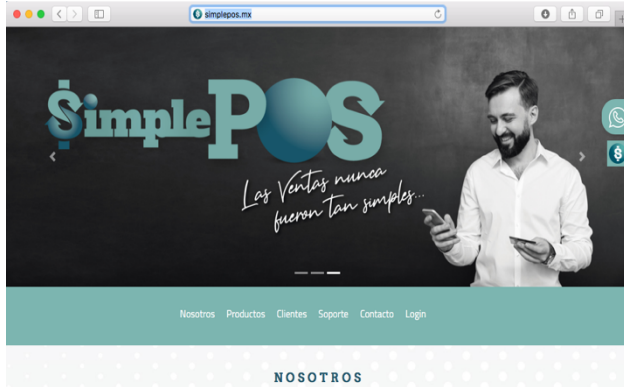 simplepos.mx
SimplePOS
Las Ventas nunca
fueron tan simples...
Nosotros Productos Clientes Soporte Contacto Login
NOSOTROS